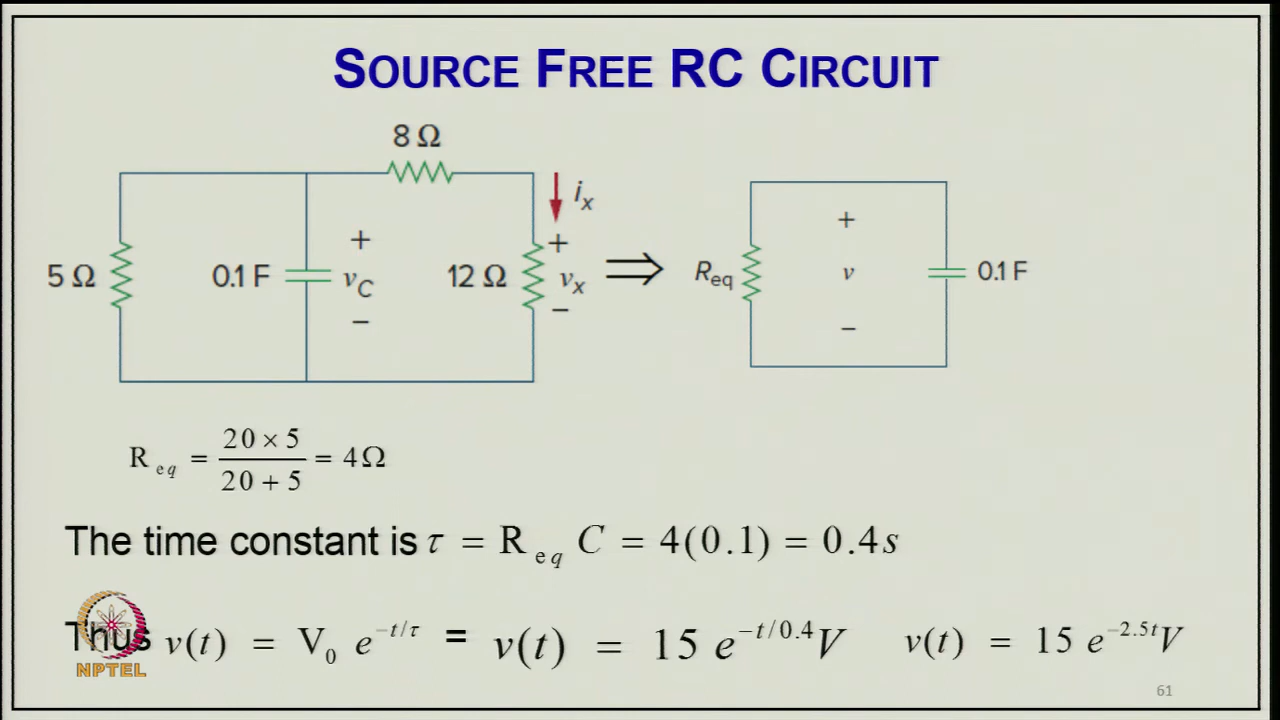 SOURCE FREE RC CIRCUIT
8 Ω
5 Ω
0.1 F
+
v_C
−
12 Ω
i_x
+
v_x
−
⇒
R_eq
+
v
−
0.1 F
R_eq = (20 × 5)/(20 + 5) = 4Ω
The time constant is τ = R_eq C = 4(0.1) = 0.4s
Thus v(t) = V_0 e^{−t/τ} = v(t) = 15 e^{−t/0.4}V v(t) = 15 e^{−2.5t}V
NPTEL
61